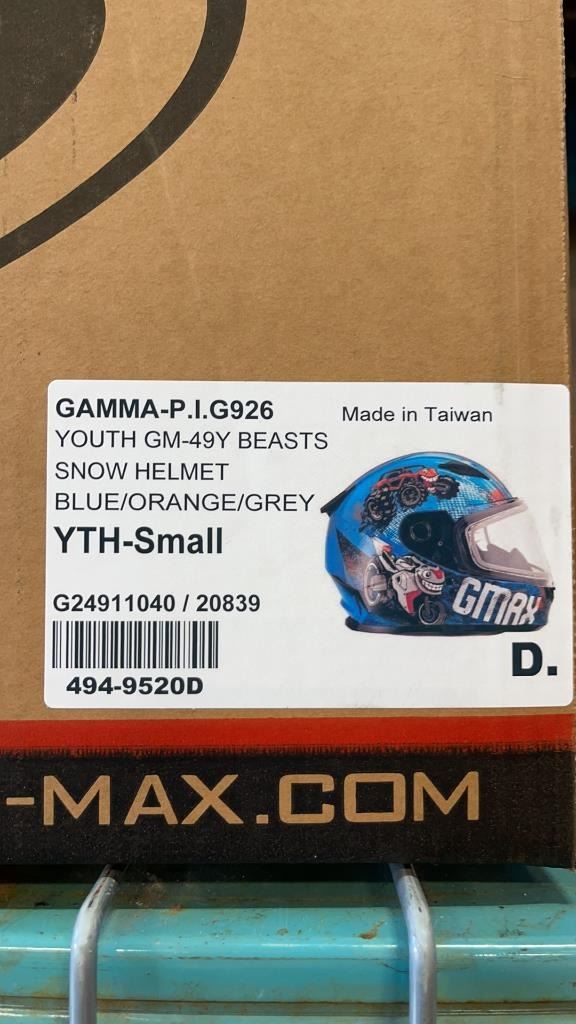 GAMMA-P.I.G926
Made in Taiwan
YOUTH GM-49Y BEASTS
SNOW HELMET
BLUE/ORANGE/GREY
YTH-Small
G24911040 / 20839
494-9520D
GMAX
D.
-MAX.COM